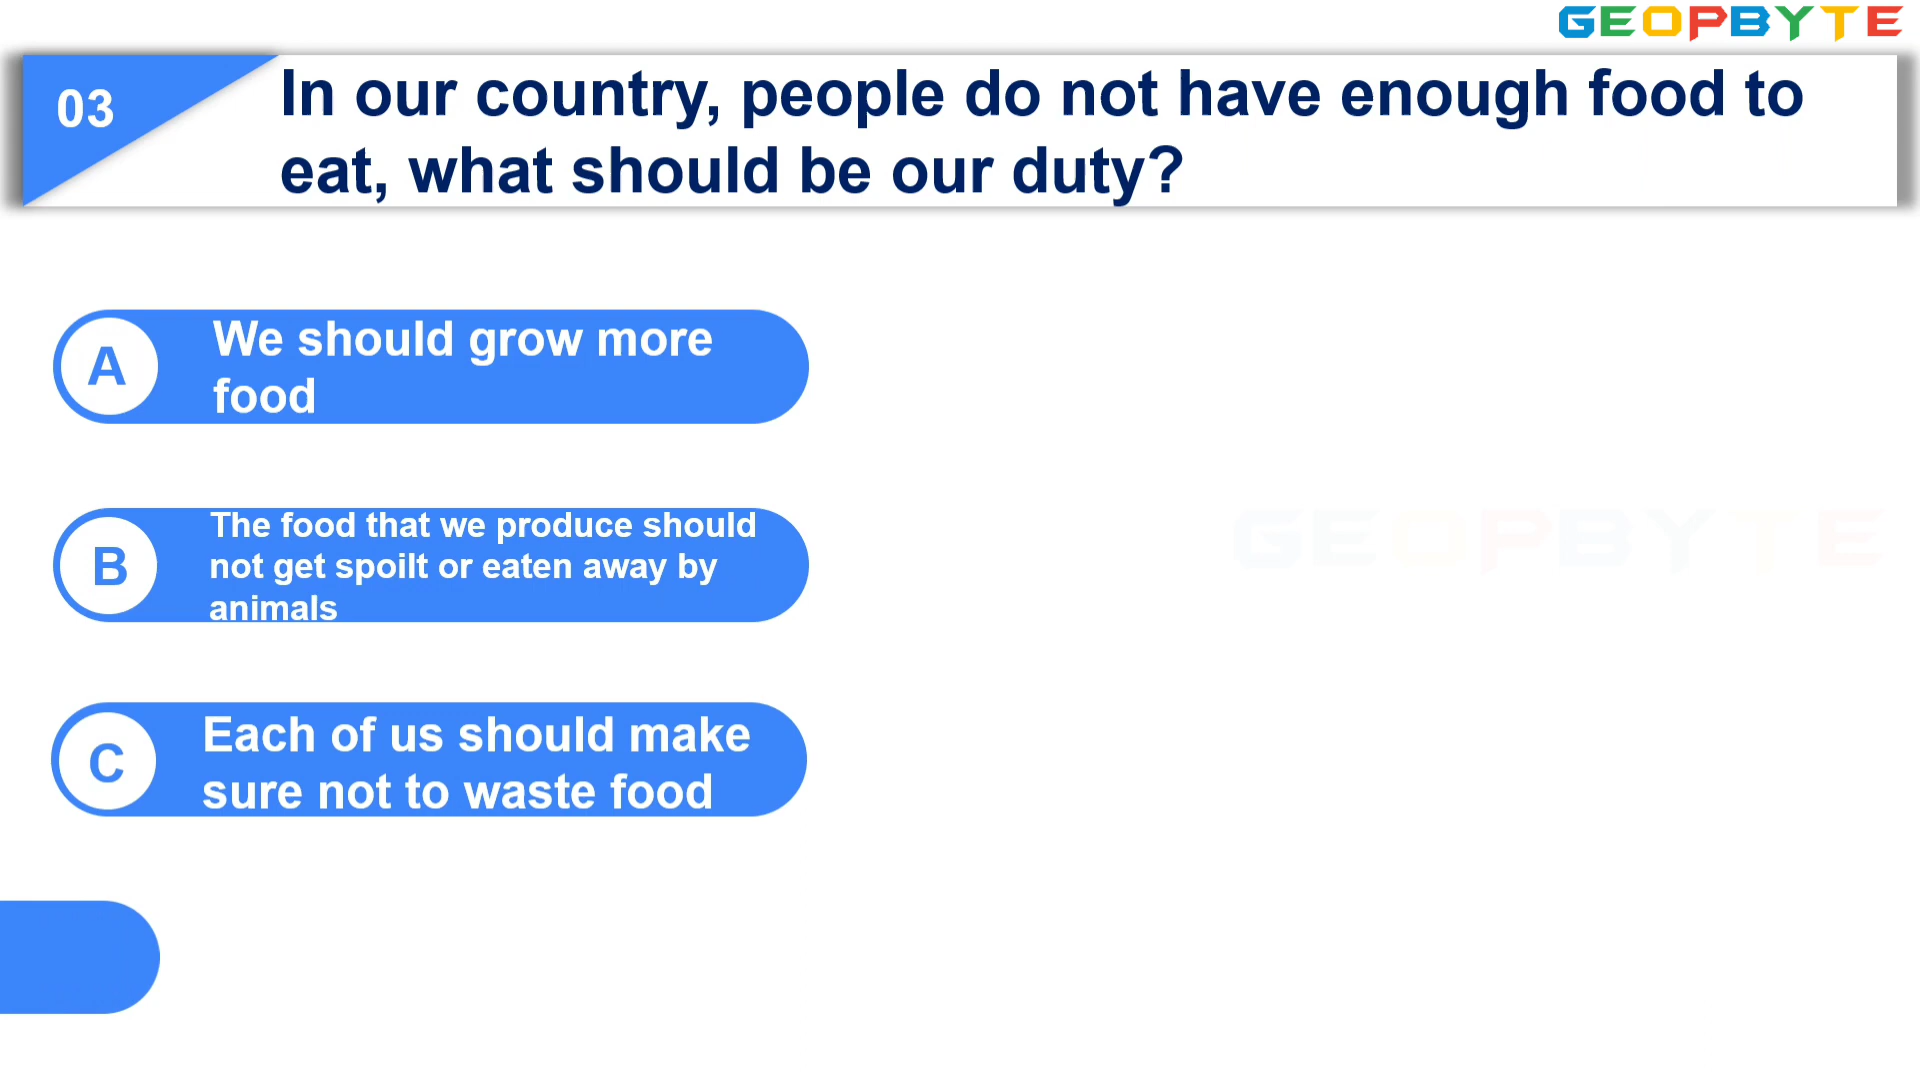 GEOPBYTE
03
In our country, people do not have enough food to
eat, what should be our duty?
A
We should grow more
food
B
The food that we produce should
not get spoilt or eaten away by
animals
GEOPBYTE
C
Each of us should make
sure not to waste food